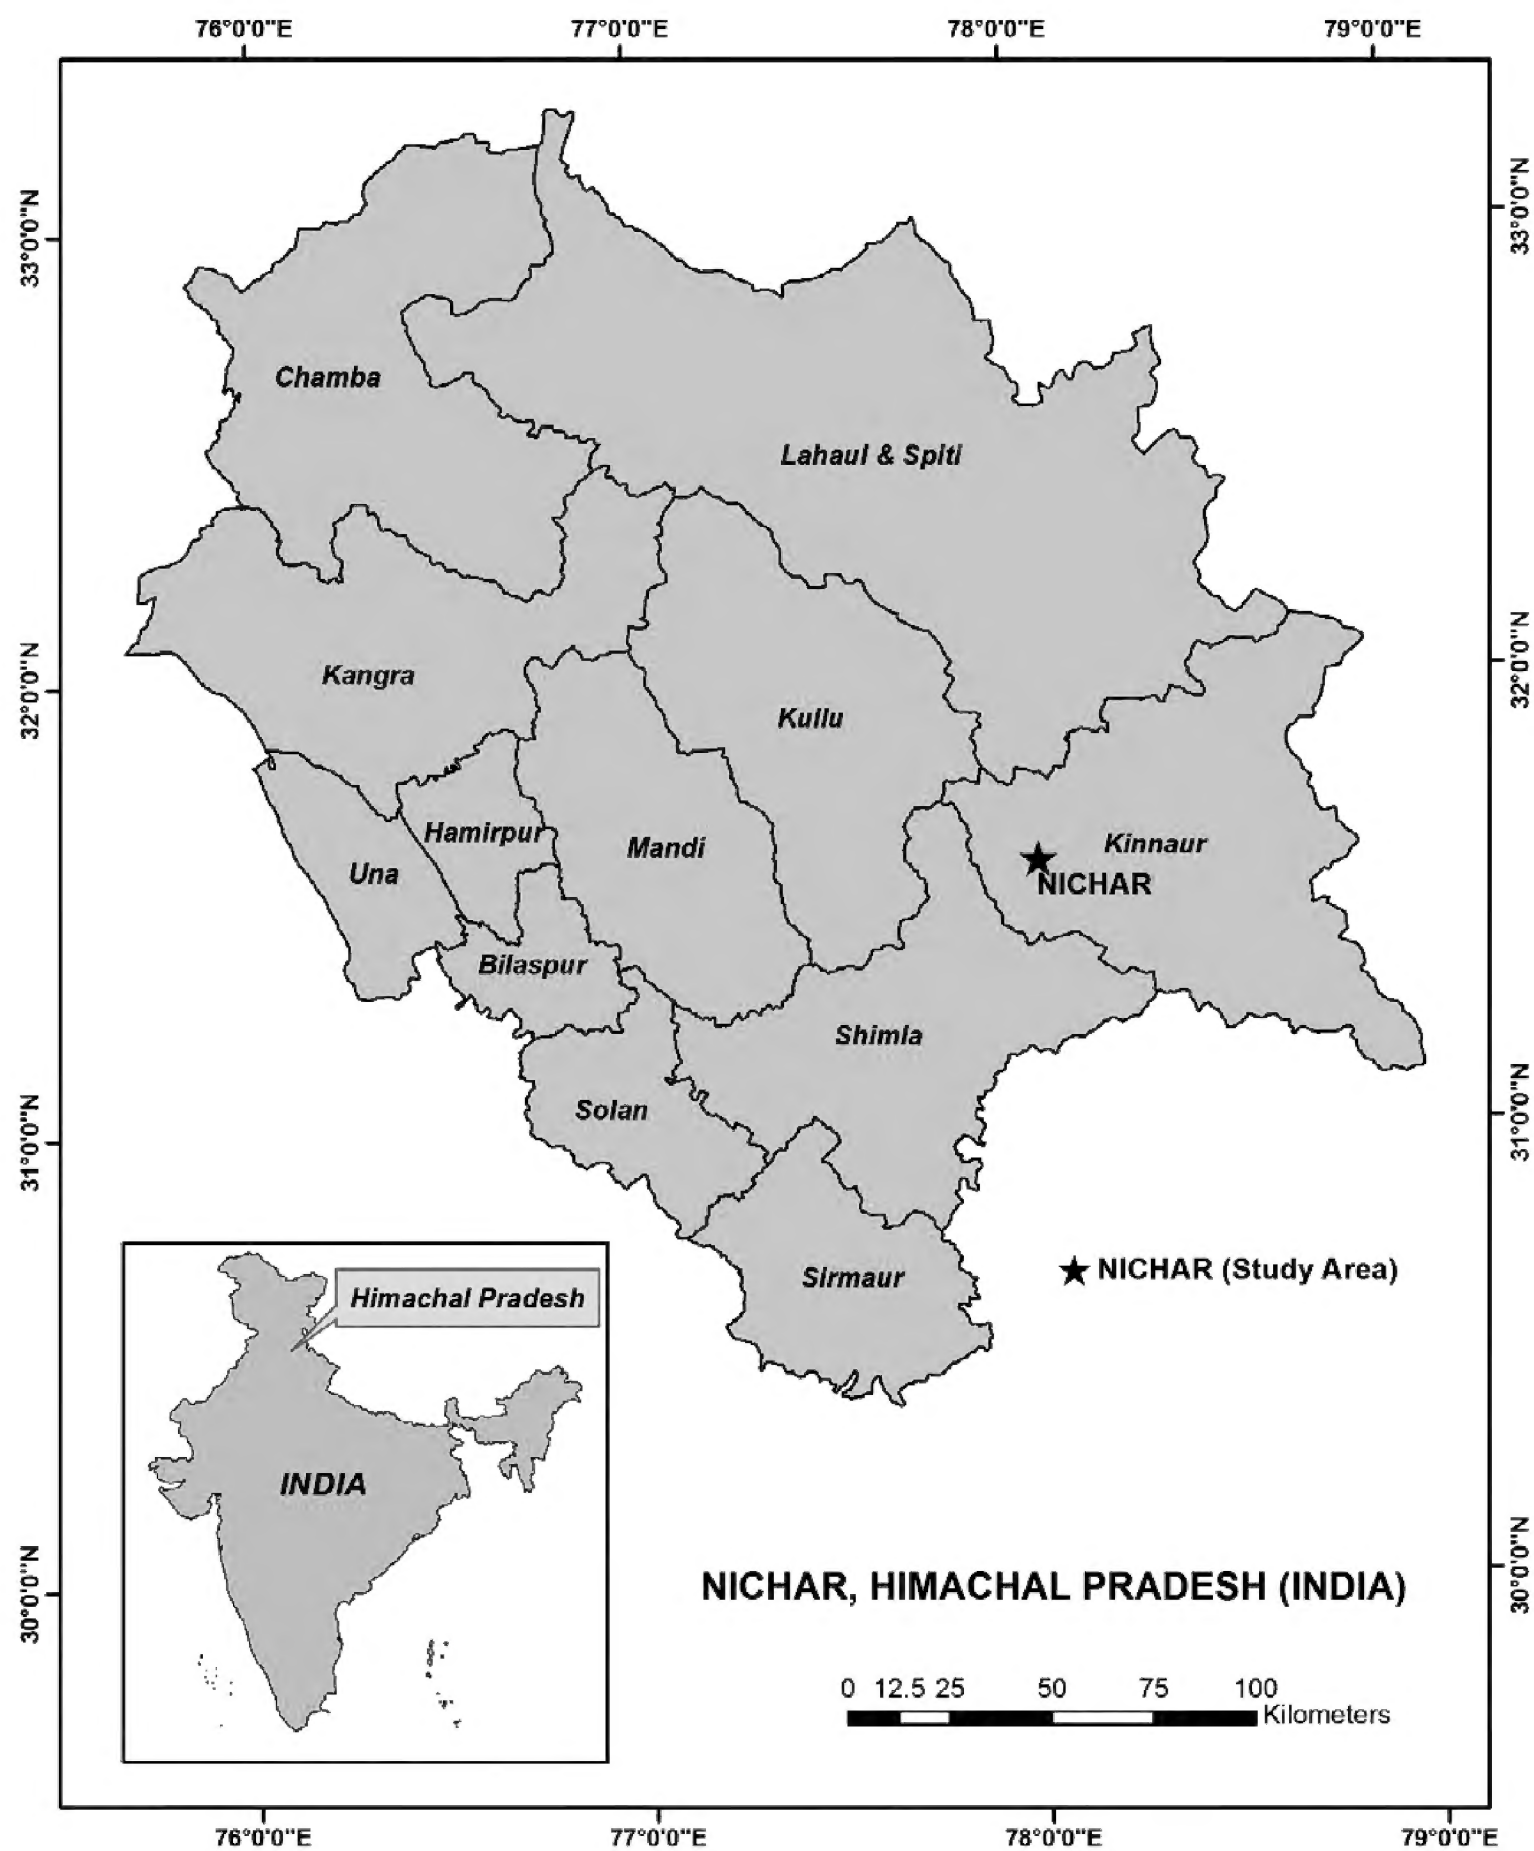 76°0'0"E 77°0'0"E 78°0'0"E 79°0'0"E
33°0'0"N
33°0'0"N
Chamba
Lahaul & Spiti
32°0'0"N
32°0'0"N
Kangra
Kullu
Hamirpur
Mandi
Kinnaur
Una
NICHAR
Bilaspur
Shimla
Solan
31°0'0"N
31°0'0"N
Sirmaur
NICHAR (Study Area)
Himachal Pradesh
INDIA
30°0'0"N
30°0'0"N
NICHAR, HIMACHAL PRADESH (INDIA)
0 12.5 25 50 75 100
Kilometers
76°0'0"E 77°0'0"E 78°0'0"E 79°0'0"E